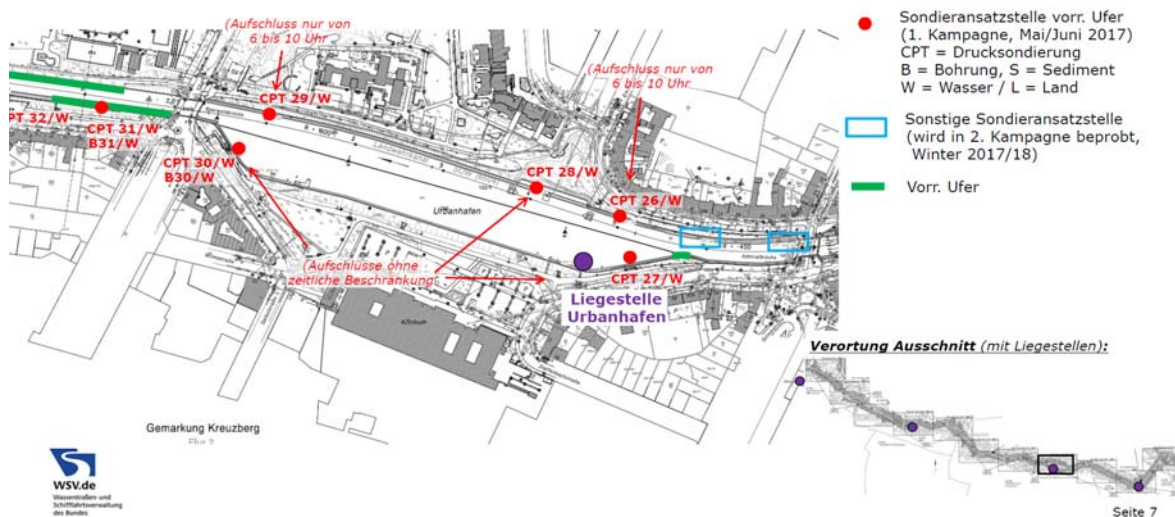 (Aufschluss nur von
6 bis 10 Uhr
(Aufschluss nur von
6 bis 10 Uhr
CPT 29/W
PT 32/W
CPT 31/W
B31/W
CPT 30/W
B30/W
CPT 28/W
CPT 26/W
Landwehrkanal
Urbanhafen
(Aufschlüsse ohne
zeitliche Beschränkung
CPT 27/W
Liegestelle
Urbanhafen
Klinikum
Gemarkung Kreuzberg
WSV.de
Wasserstraßen- und
Schifffahrtsverwaltung
des Bundes
Sondieransatzstelle vorr. Ufer
(1. Kampagne, Mai/Juni 2017)
CPT = Drucksondierung
B = Bohrung, S = Sediment
W = Wasser / L = Land
Sonstige Sondieransatzstelle
(wird in 2. Kampagne beprobt,
Winter 2017/18)
Vorr. Ufer
Verortung Ausschnitt (mit Liegestellen):
Seite 7